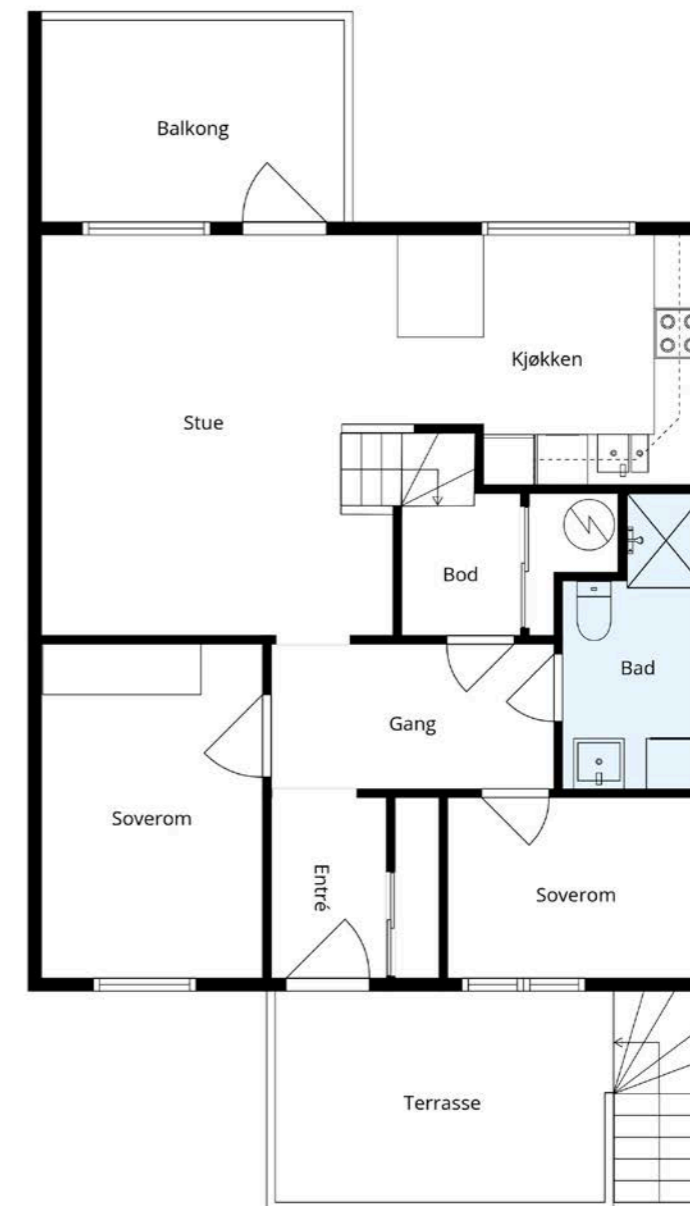 Balkong
Kjøkken
Stue
Bod
Bad
Gang
Soverom
Entré
Soverom
Terrasse